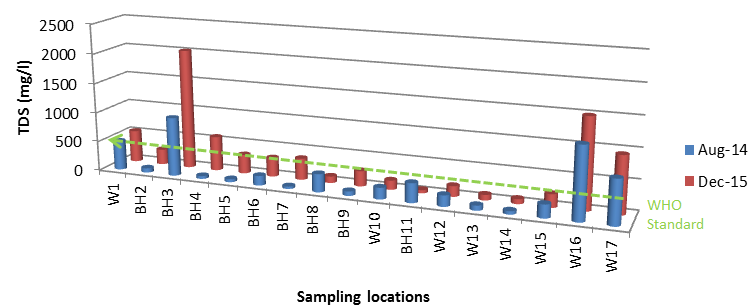 2500
2000
1500
1000
500
0
TDS (mg/l)
W1
BH2
BH3
BH4
BH5
BH6
BH7
BH8
BH9
W10
BH11
W12
W13
W14
W15
W16
W17
Sampling locations
Aug-14
Dec-15
WHO
Standard